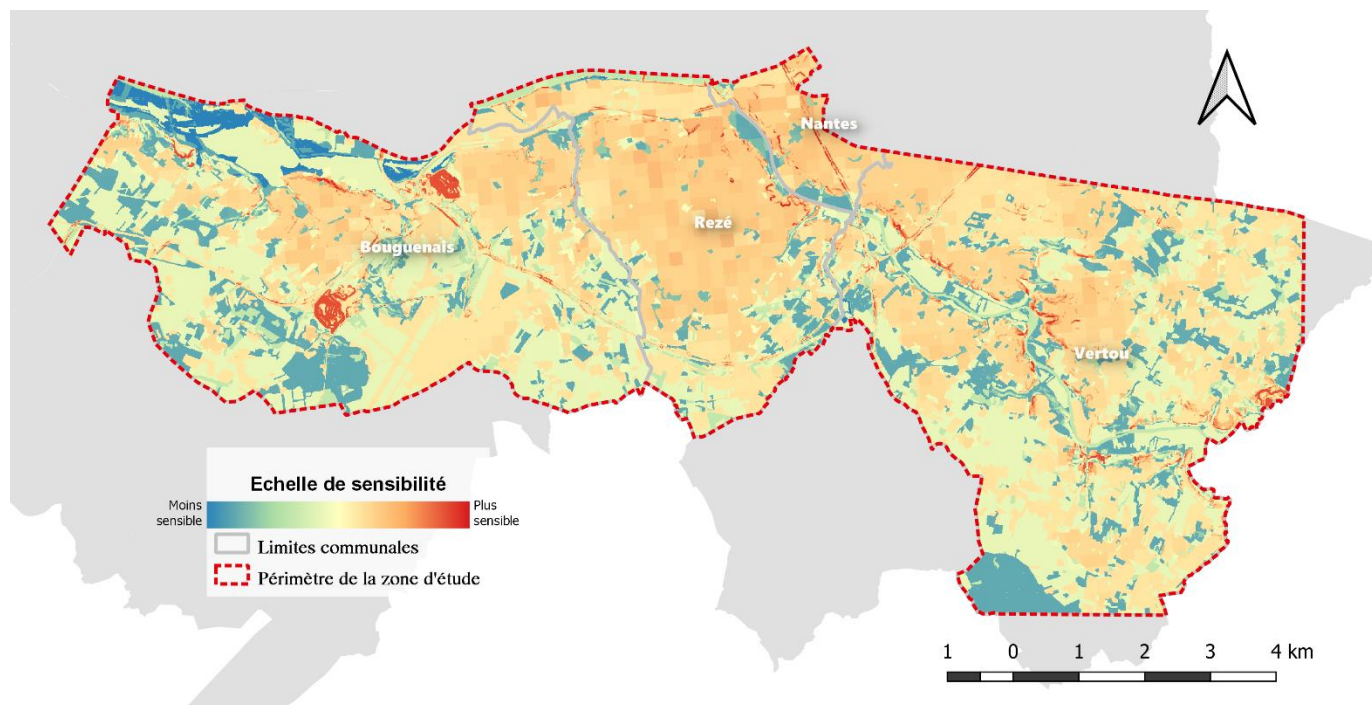 Nantes
Rezé
Bouguenais
Vertou
Echelle de sensibilité
Moins
sensible
Plus
sensible
Limites communales
Périmètre de la zone d'étude
1 0 1 2 3 4 km